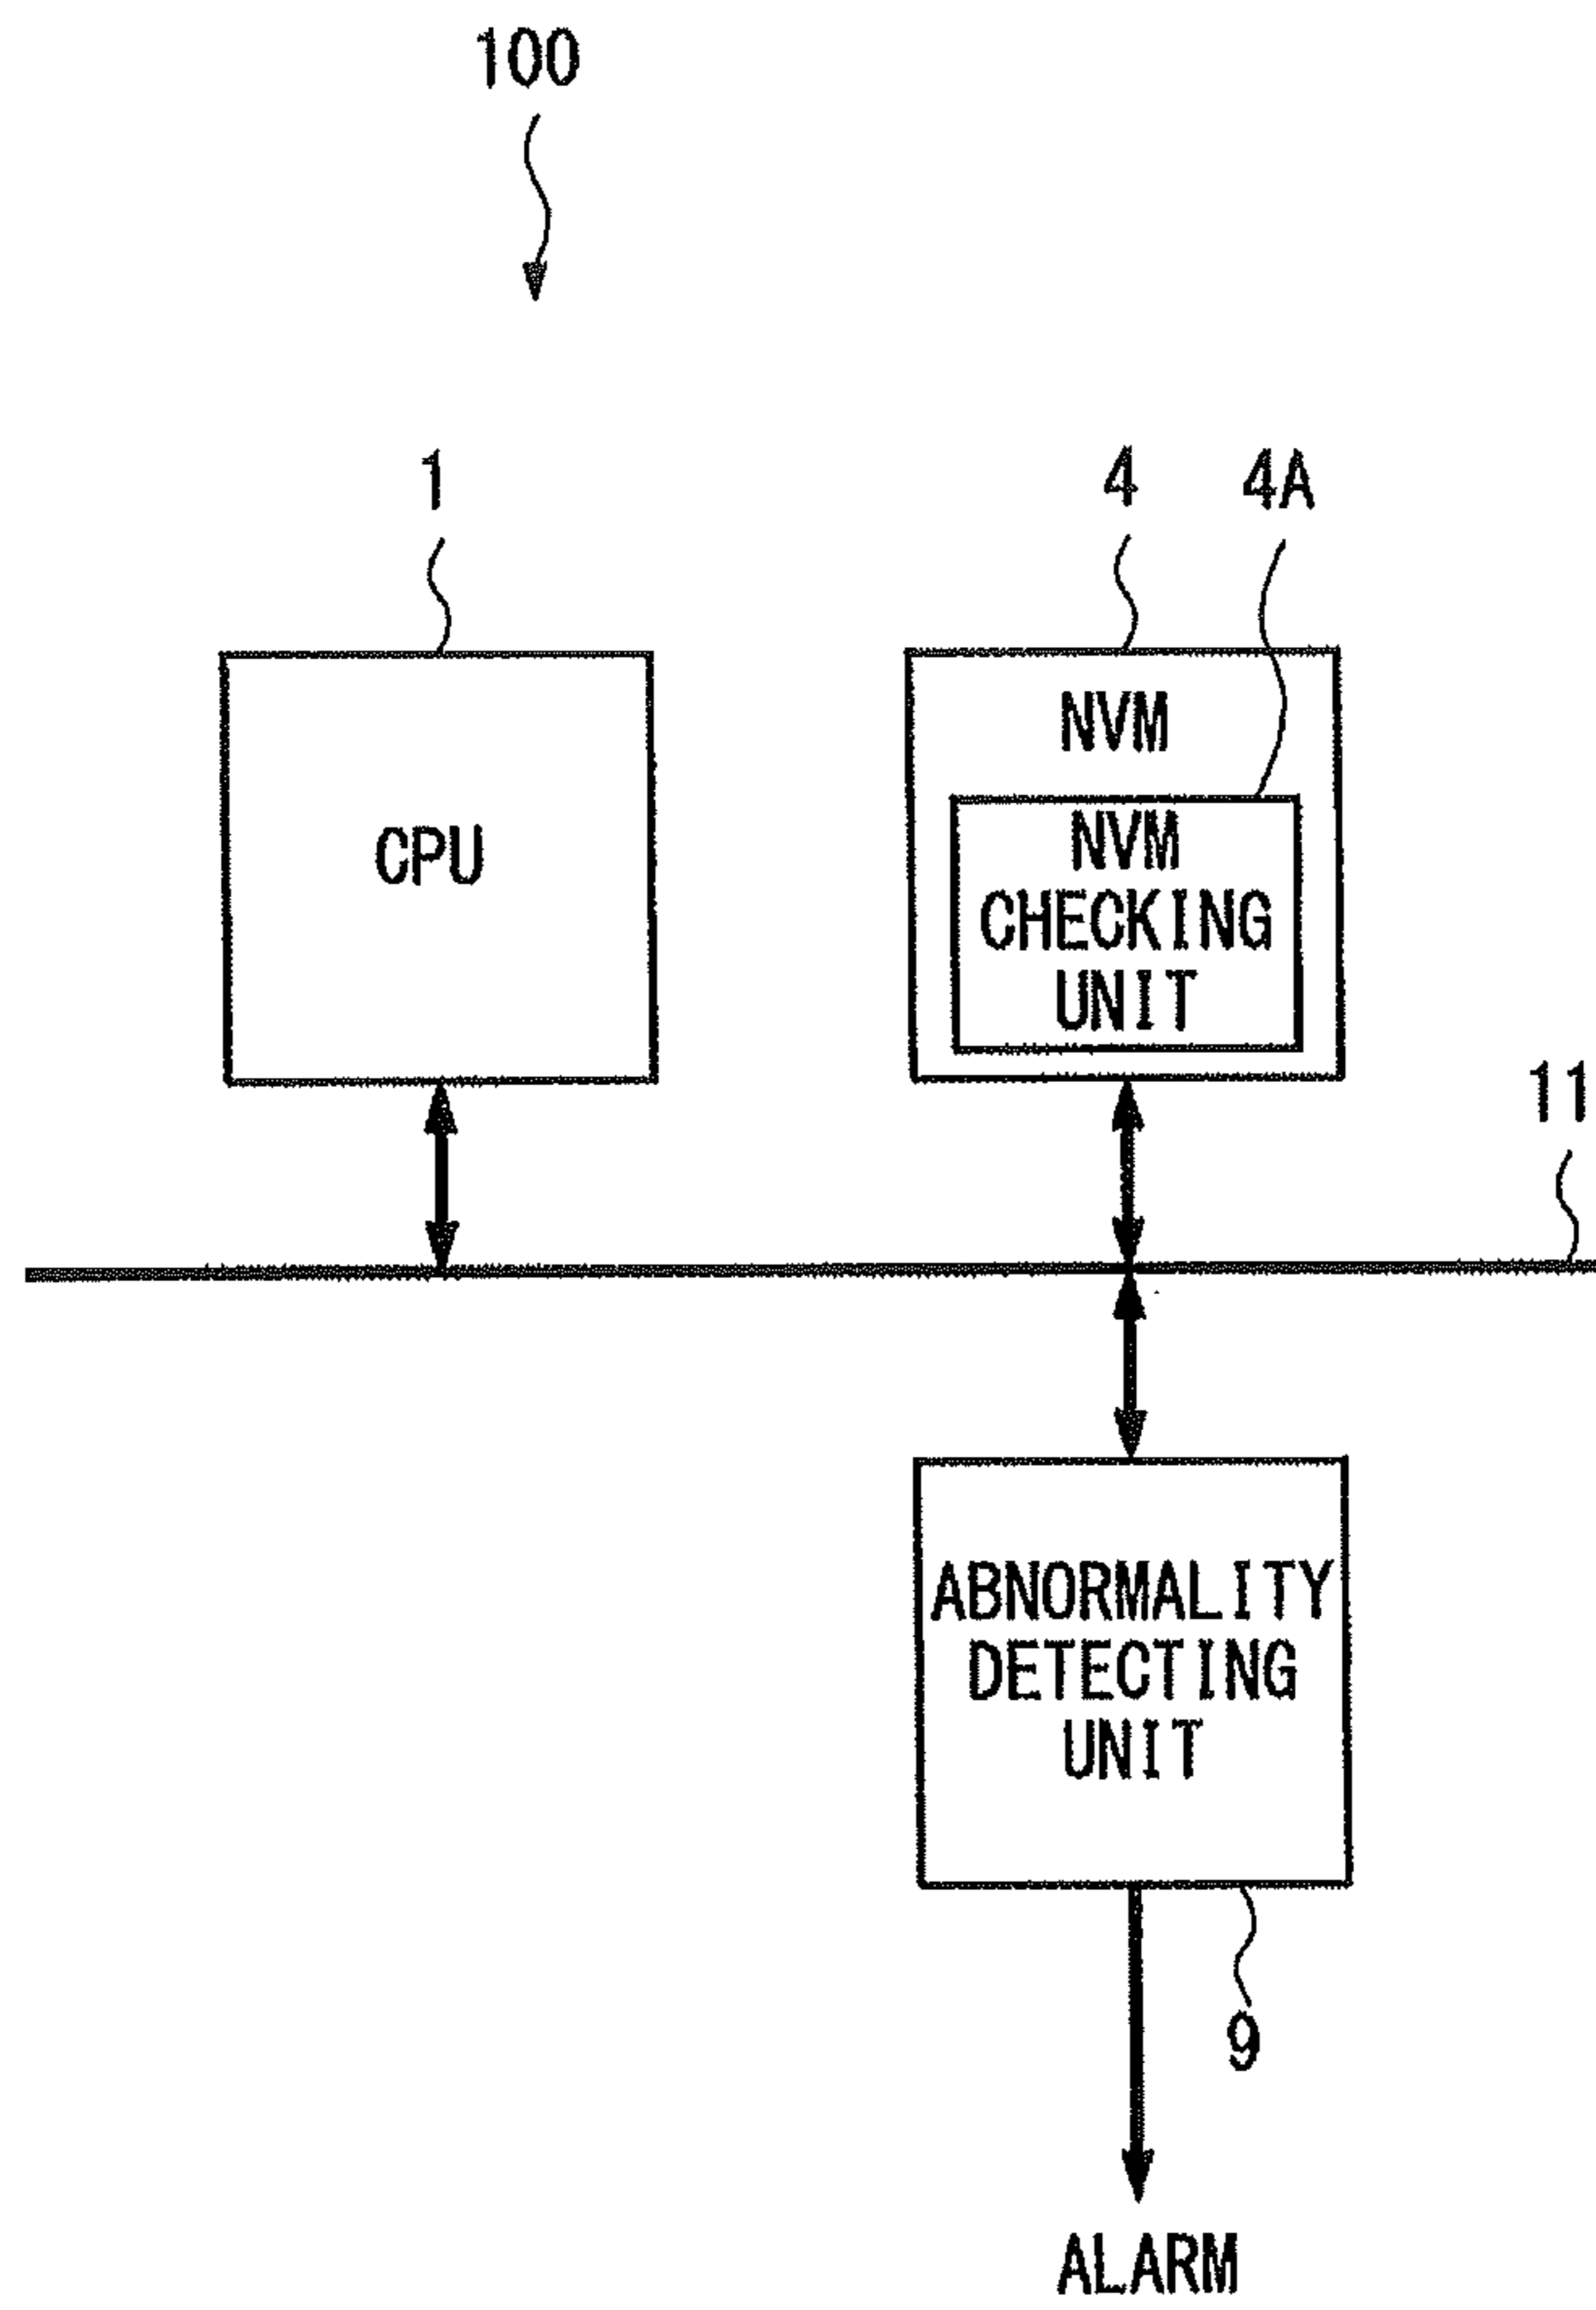 100
1
4
4A
NVM
CPU
NVM
CHECKING
UNIT
11
ABNORMALITY
DETECTING
UNIT
9
ALARM